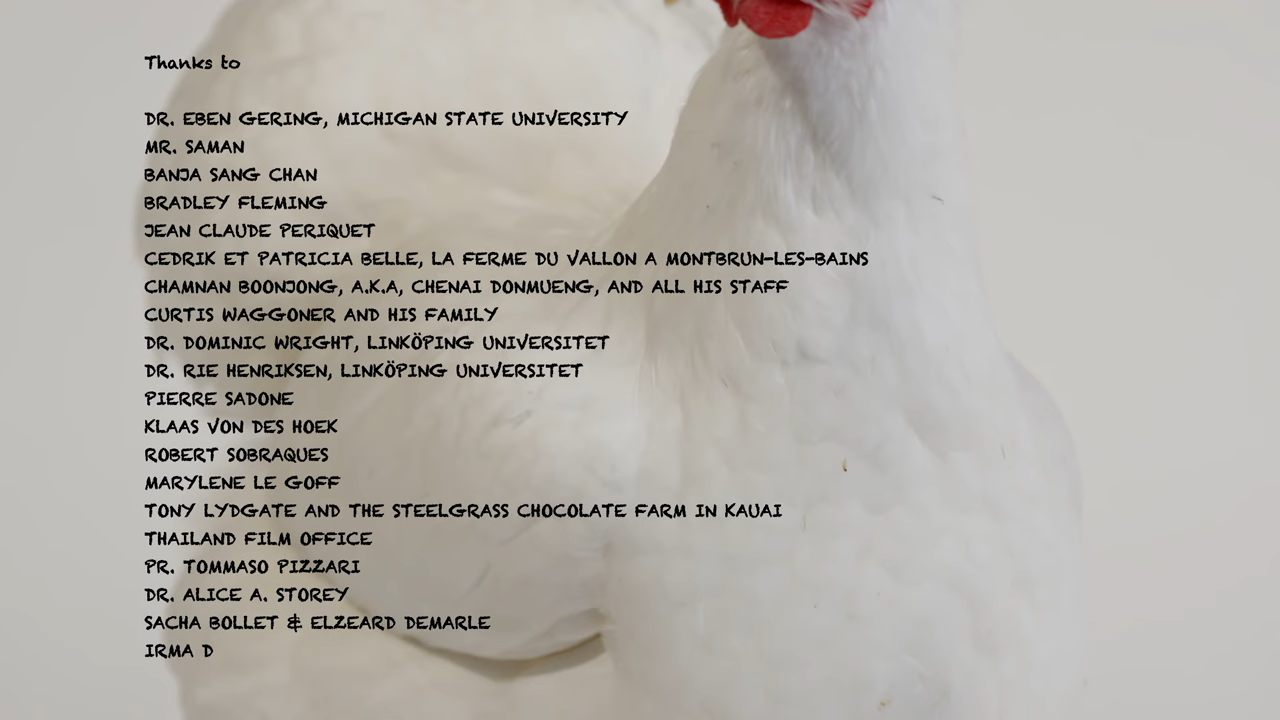 Thanks to
DR. EBEN GERING, MICHIGAN STATE UNIVERSITY
MR. SAMAN
BANJA SANG CHAN
BRADLEY FLEMING
JEAN CLAUDE PERIQUET
CEDRIK ET PATRICIA BELLE, LA FERME DU VALLON A MONTBRUN-LES-BAINS
CHAMNAN BOONJONG, A.K.A, CHENAI DONMUENG, AND ALL HIS STAFF
CURTIS WAGGONER AND HIS FAMILY
DR. DOMINIC WRIGHT, LINKÖPING UNIVERSITET
DR. RIE HENRIKSEN, LINKÖPING UNIVERSITET
PIERRE SADONE
KLAAS VON DES HOEK
ROBERT SOBRAQUES
MARYLENE LE GOFF
TONY LYDGATE AND THE STEELGRASS CHOCOLATE FARM IN KAUAI
THAILAND FILM OFFICE
PR. TOMMASO PIZZARI
DR. ALICE A. STOREY
SACHA BOLLET & ELZEARD DEMARLE
IRMA D